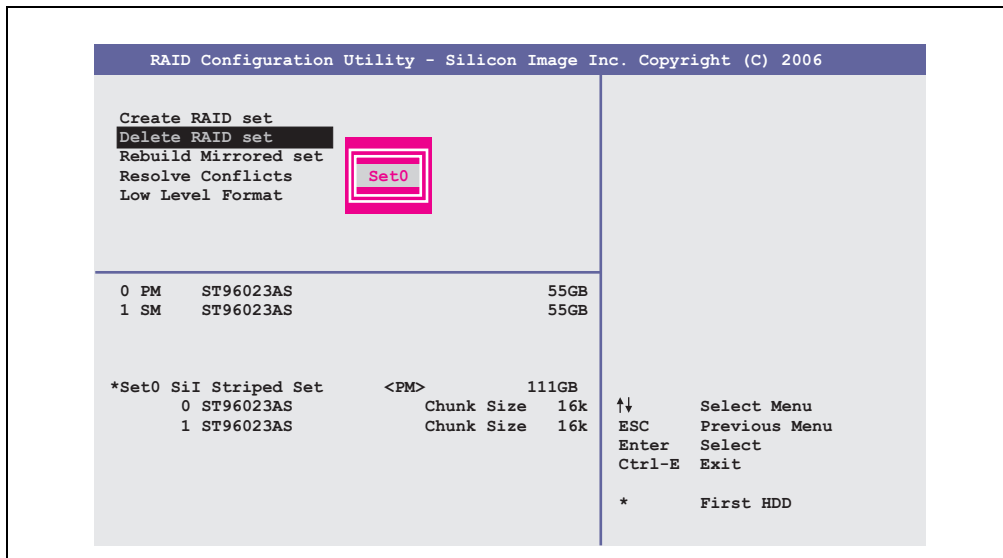 RAID Configuration Utility - Silicon Image Inc. Copyright (C) 2006
Create RAID set
Delete RAID set
Rebuild Mirrored set
Resolve Conflicts
Low Level Format
Set0
0 PM ST96023AS 55GB
1 SM ST96023AS 55GB
*Set0 SiI Striped Set <PM> 111GB
0 ST96023AS Chunk Size 16k
1 ST96023AS Chunk Size 16k
↑↓ Select Menu
ESC Previous Menu
Enter Select
Ctrl-E Exit
* First HDD